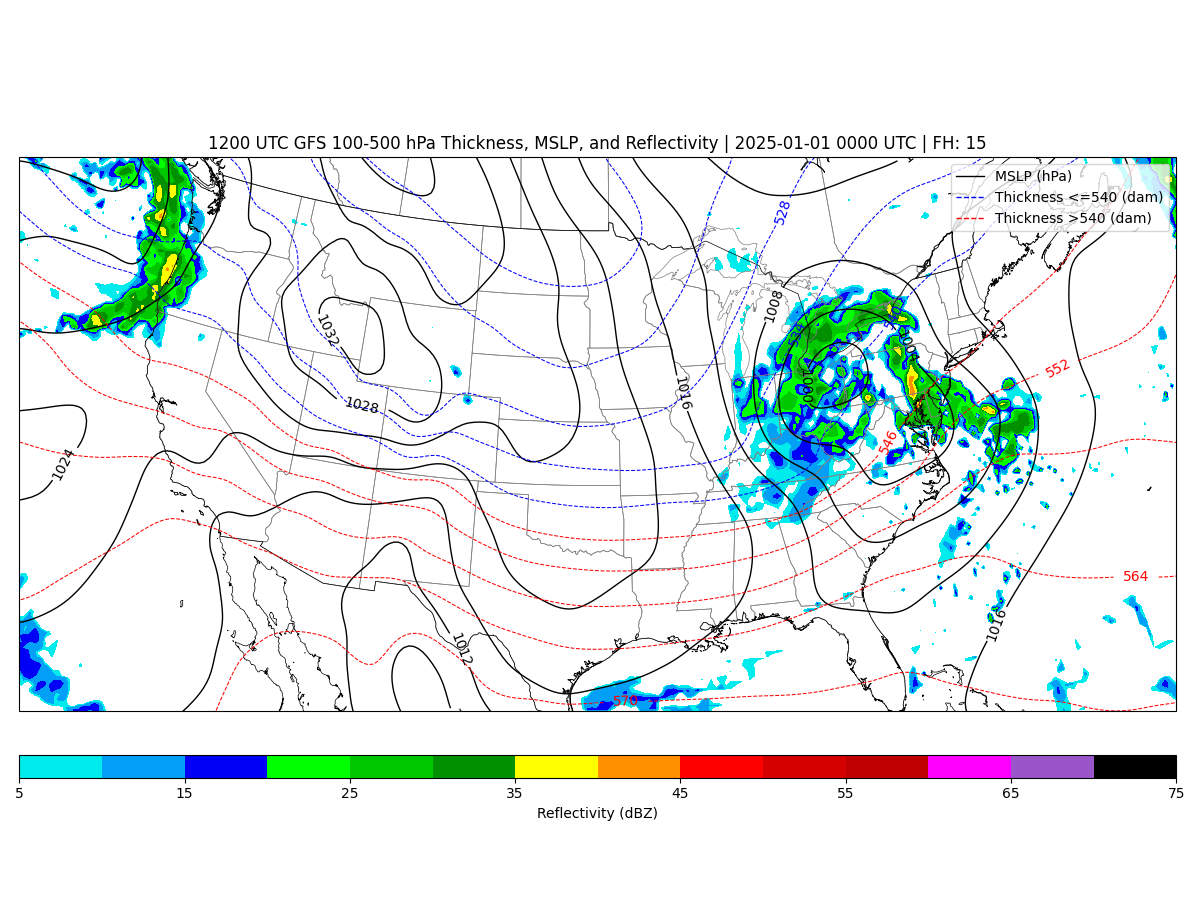 1200 UTC GFS 100-500 hPa Thickness, MSLP, and Reflectivity | 2025-01-01 0000 UTC | FH: 15
MSLP (hPa)
Thickness <=540 (dam)
Thickness >540 (dam)
528
1008
1032
1004
552
1000
1016
1028
546
1024
564
1016
1012
570
5 15 25 35 45 55 65 75
Reflectivity (dBZ)